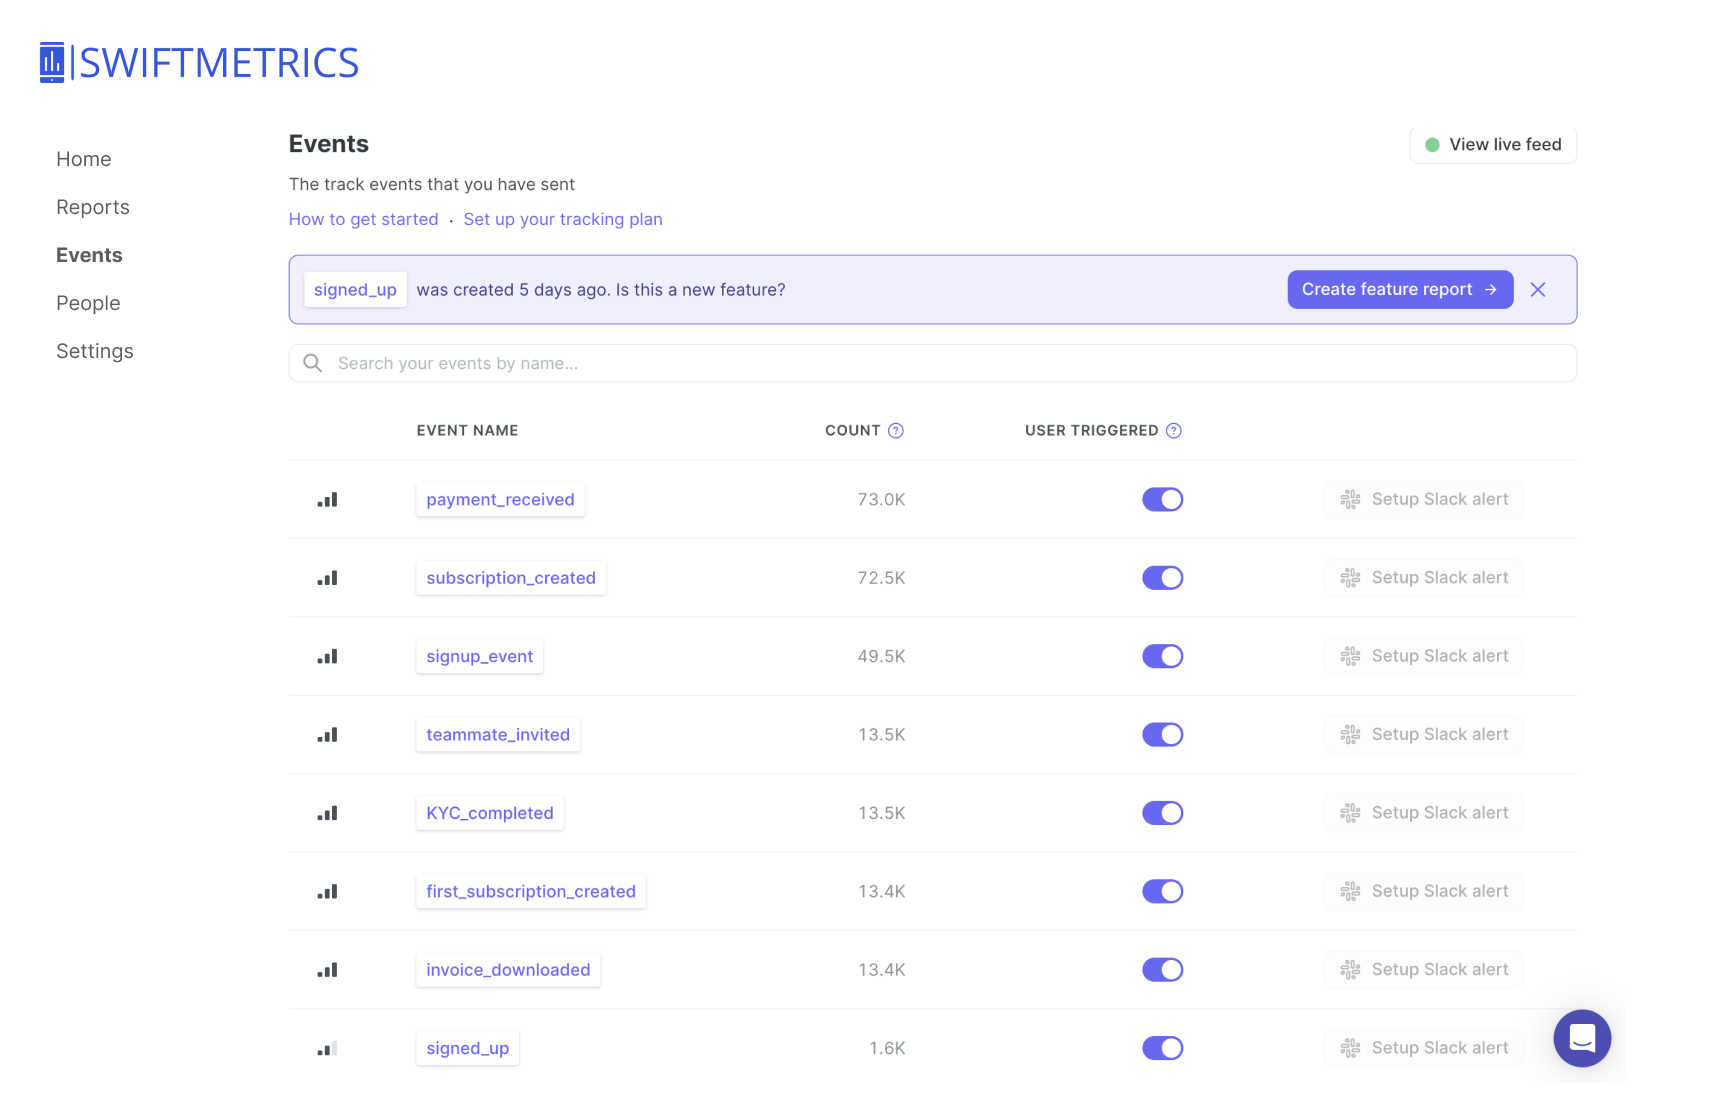 SWIFTMETRICS
Home
Reports
Events
People
Settings
Events
View live feed
The track events that you have sent
How to get started · Set up your tracking plan
signed_up was created 5 days ago. Is this a new feature? Create feature report →
Search your events by name...
EVENT NAME COUNT ? USER TRIGGERED ?
payment_received 73.0K Setup Slack alert
subscription_created 72.5K Setup Slack alert
signup_event 49.5K Setup Slack alert
teammate_invited 13.5K Setup Slack alert
KYC_completed 13.5K Setup Slack alert
first_subscription_created 13.4K Setup Slack alert
invoice_downloaded 13.4K Setup Slack alert
signed_up 1.6K Setup Slack alert